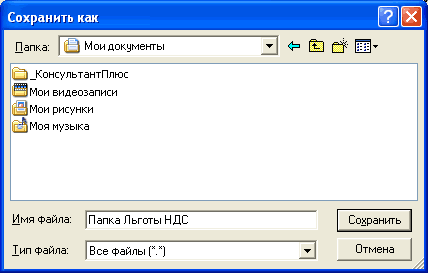 Сохранить как
Папка: Мои документы
_КонсультантПлюс
Мои видеозаписи
Мои рисунки
Моя музыка
Имя файла: Папка Льготы НДС Сохранить
Тип файла: Все файлы (*.*) Отмена